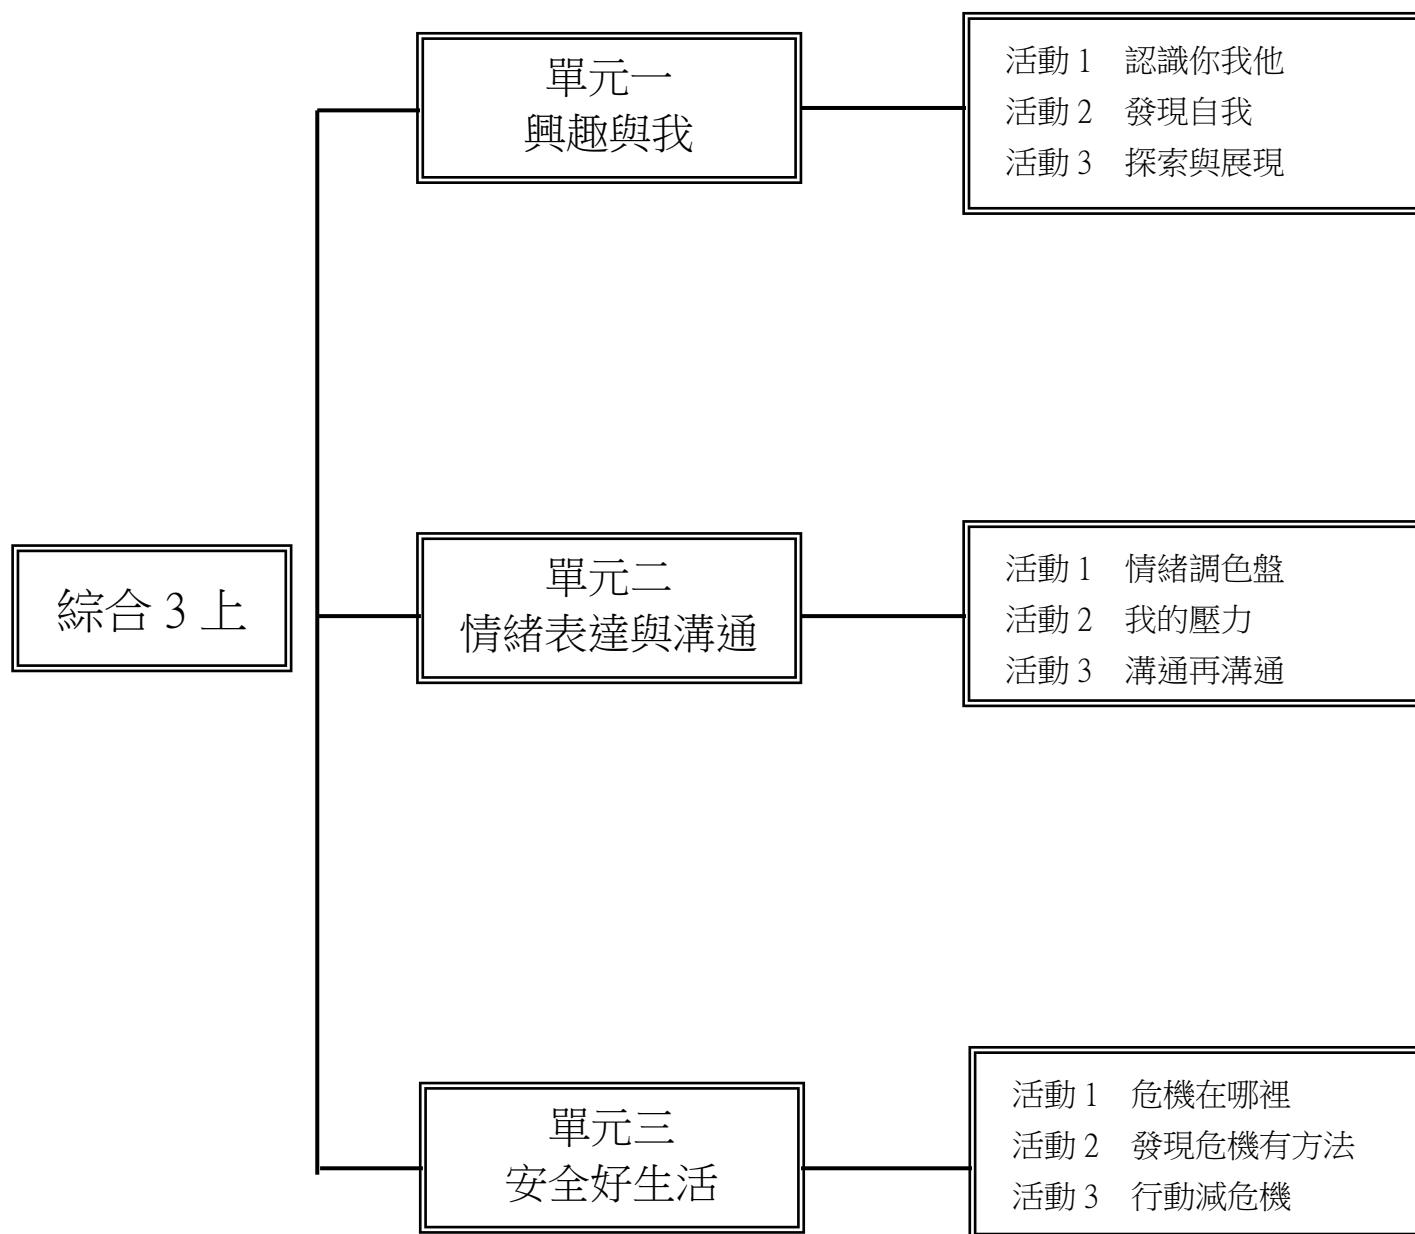 綜合 3 上
單元一
興趣與我
活動 1 認識你我他
活動 2 發現自我
活動 3 探索與展現
單元二
情緒表達與溝通
活動 1 情緒調色盤
活動 2 我的壓力
活動 3 溝通再溝通
單元三
安全好生活
活動 1 危機在哪裡
活動 2 發現危機有方法
活動 3 行動減危機